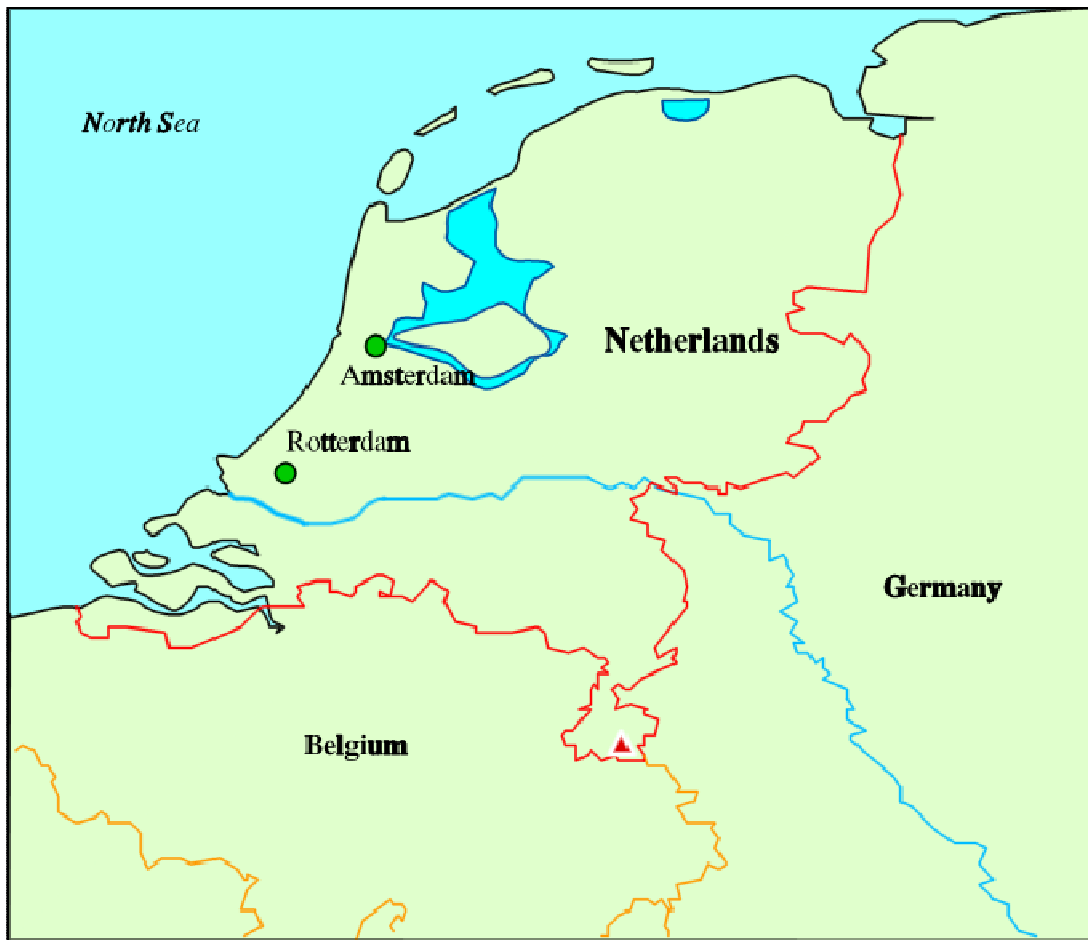 North Sea
Netherlands
Amsterdam
Rotterdam
Germany
Belgium